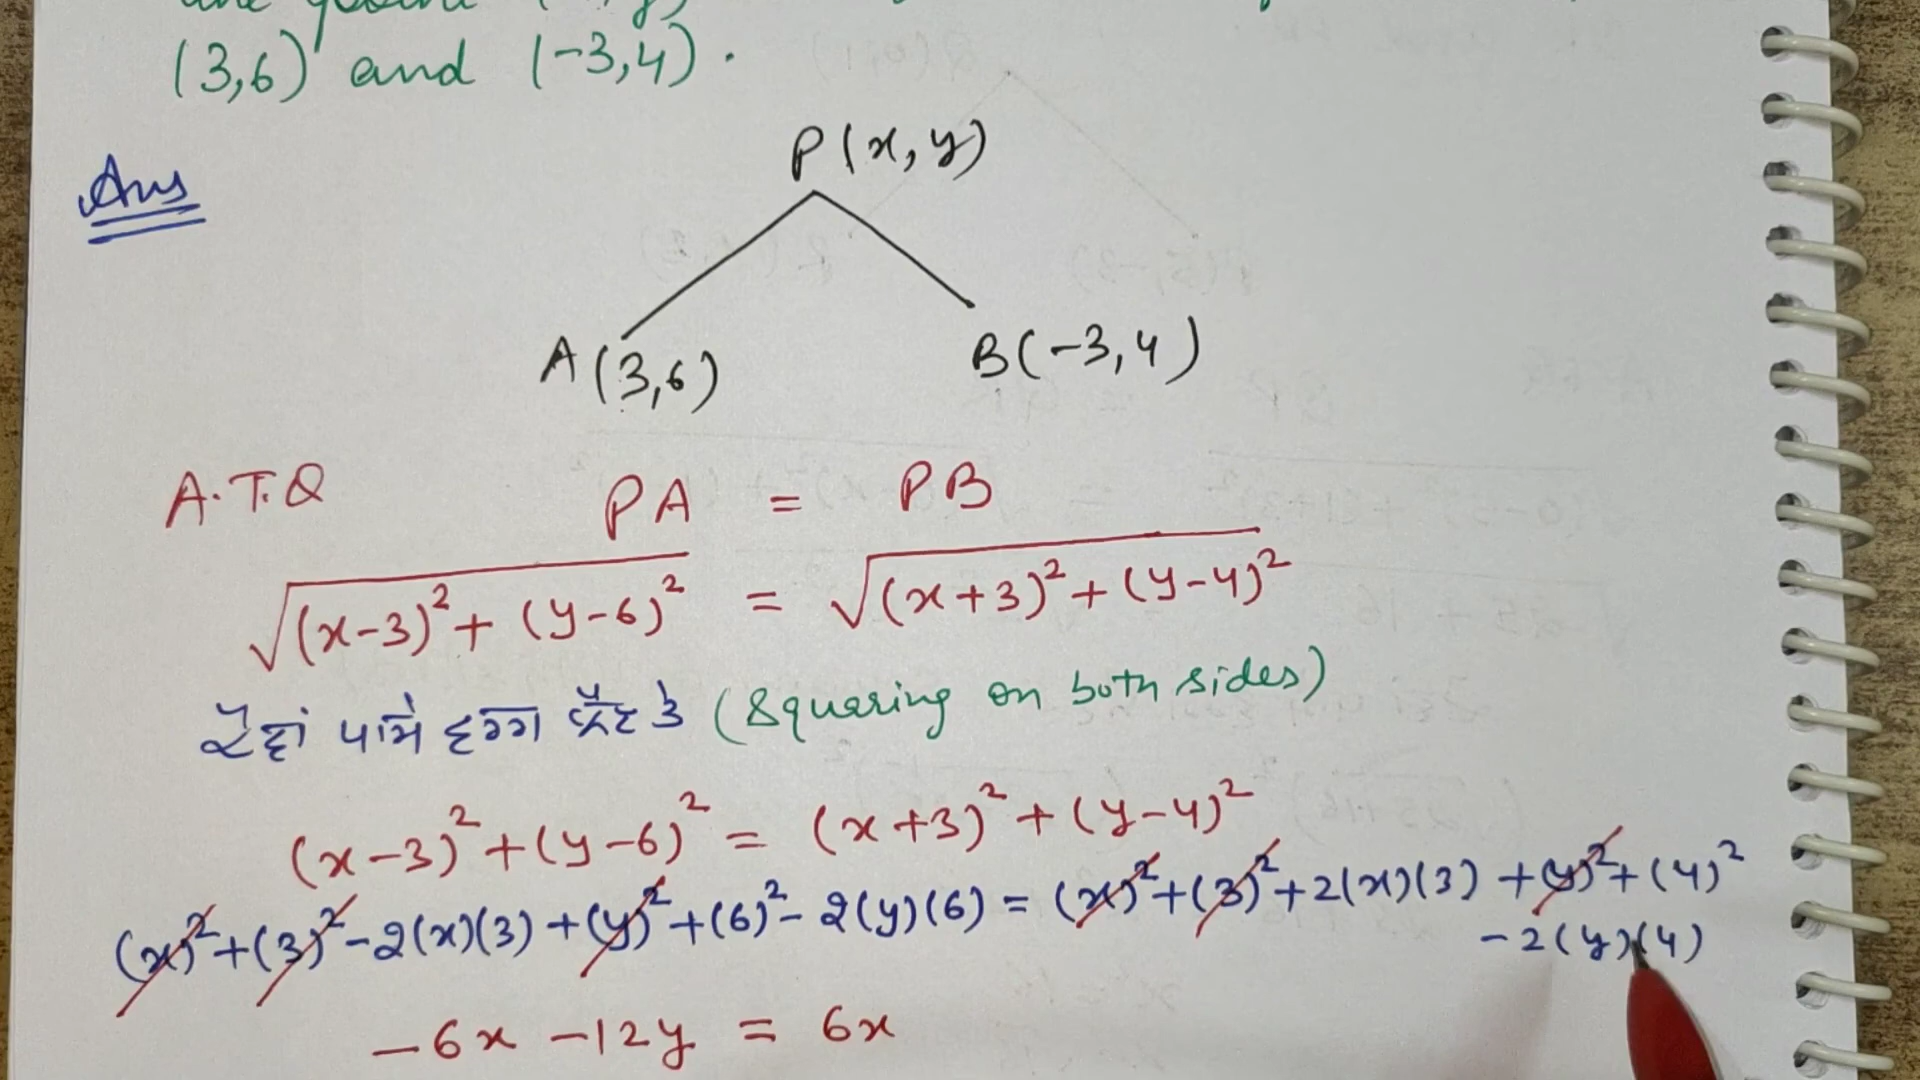 (3,6) and (-3,4).
Ans
P(x,y)
A(3,6)
B(-3,4)
A.T.Q PA = PB
√(x-3)²+(y-6)² = √(x+3)²+(y-4)²
ਦੋਹਾਂ ਪਾਸੇ ਵਰਗ ਕਰਨ ਤੇ (Squaring on both sides)
(x-3)²+(y-6)² = (x+3)²+(y-4)²
(x)²+(3)²-2(x)(3)+(y)²+(6)²-2(y)(6) = (x)²+(3)²+2(x)(3)+(y)²+(4)²
-2(y)(4)
-6x-12y = 6x